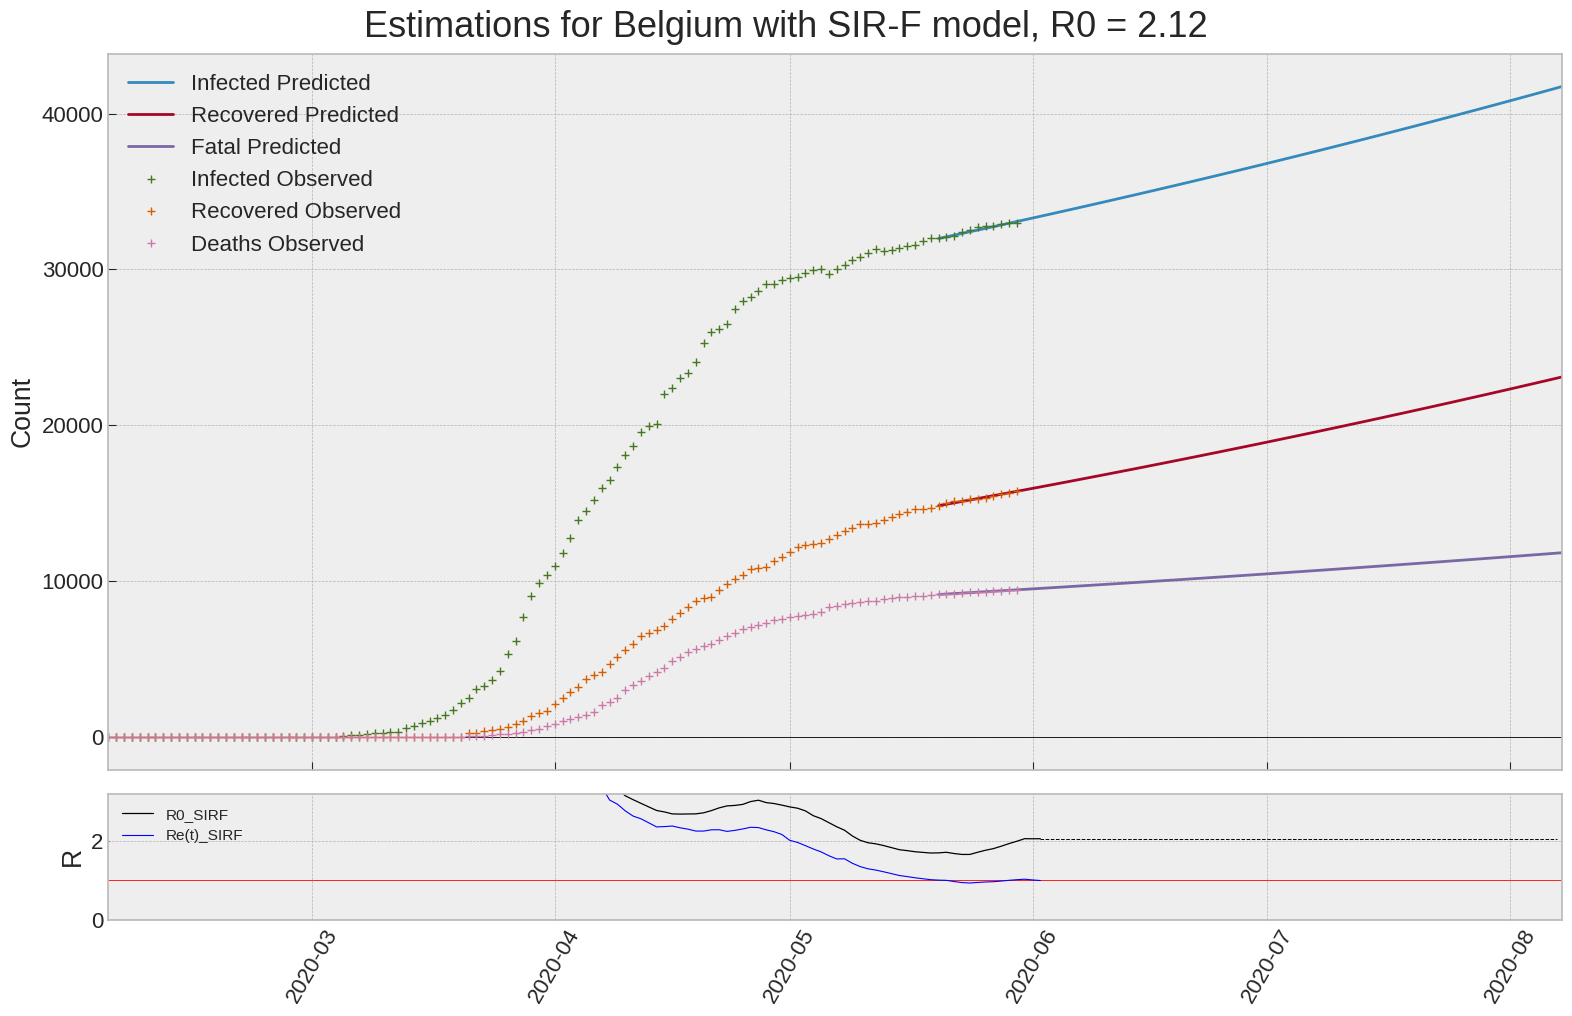 Estimations for Belgium with SIR-F model, R0 = 2.12
Infected Predicted
Recovered Predicted
Fatal Predicted
Infected Observed
Recovered Observed
Deaths Observed
40000
30000
20000
10000
0
Count
R0_SIRF
Re(t)_SIRF
2
0
R
2020-03
2020-04
2020-05
2020-06
2020-07
2020-08